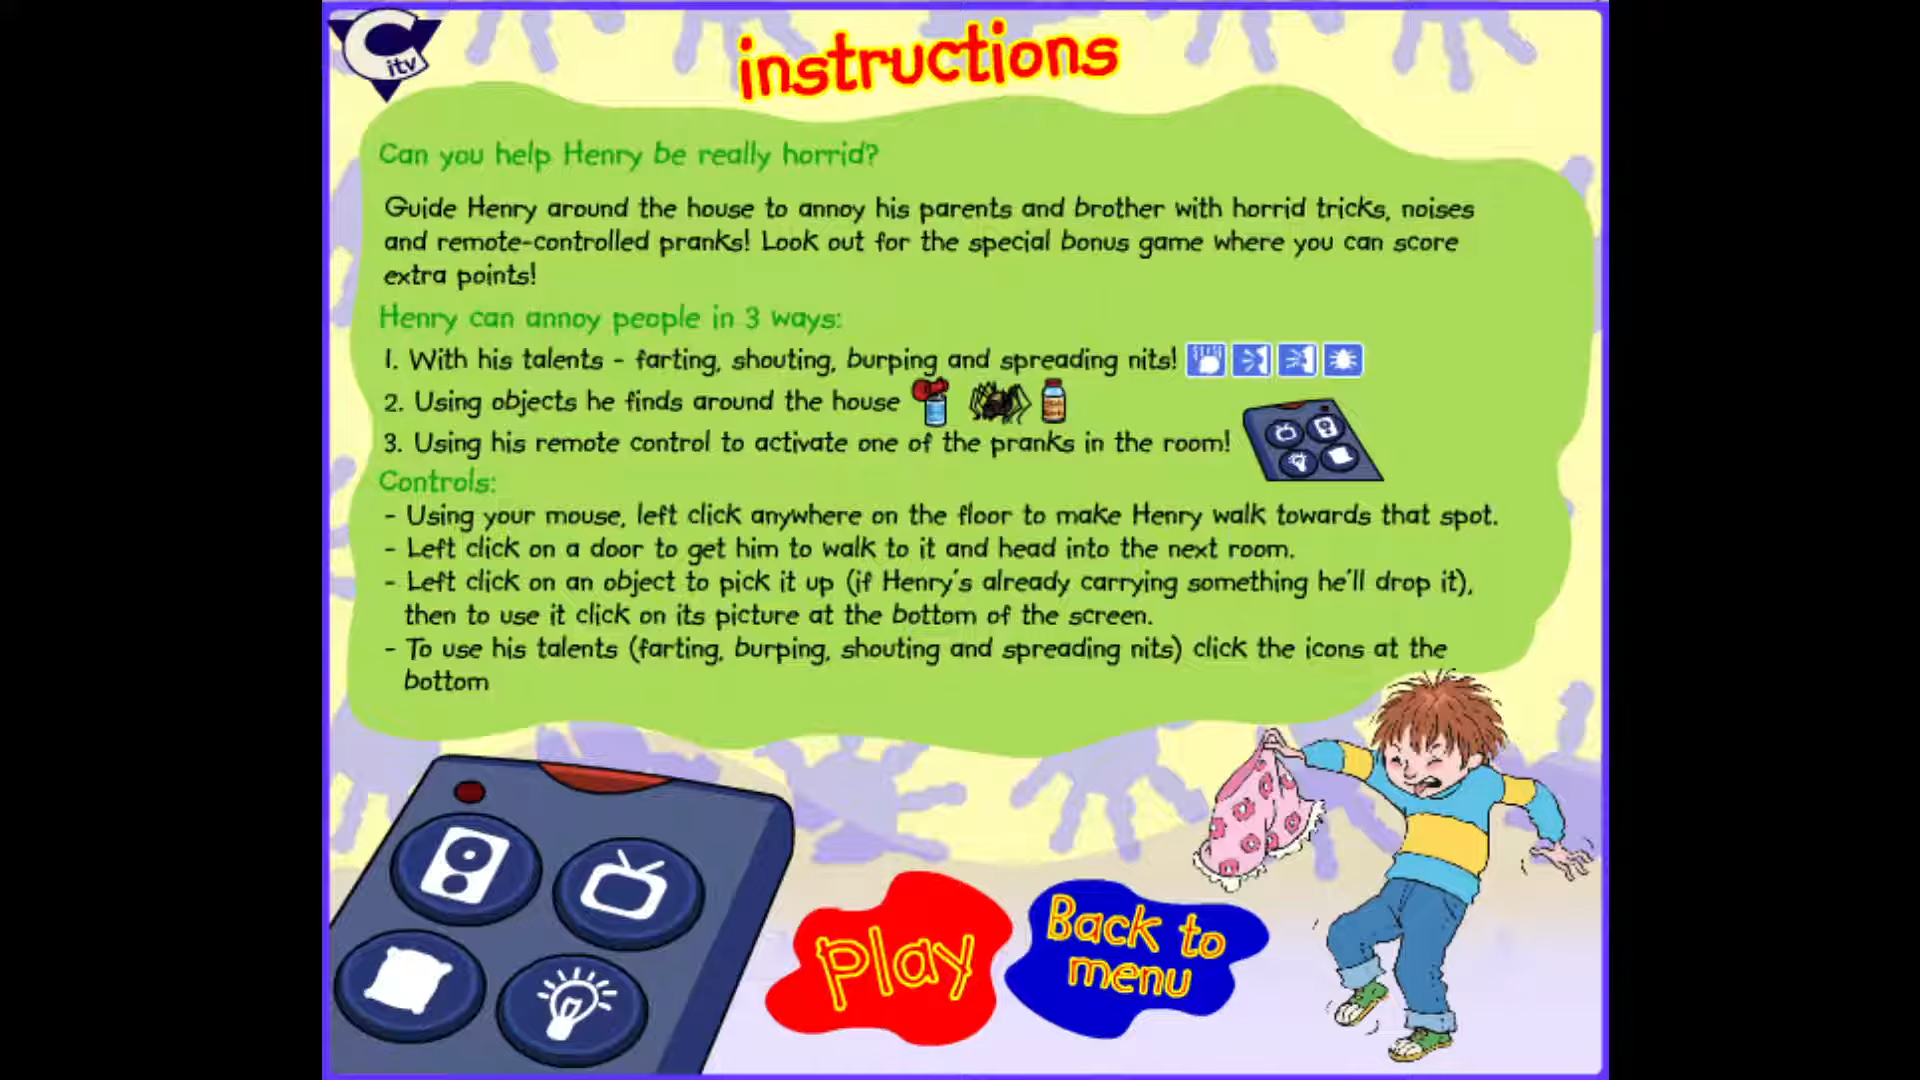 Citv
instructions
Can you help Henry be really horrid?
Guide Henry around the house to annoy his parents and brother with horrid tricks, noises
and remote-controlled pranks! Look out for the special bonus game where you can score
extra points!
Henry can annoy people in 3 ways:
1. With his talents - farting, shouting, burping and spreading nits!
2. Using objects he finds around the house
3. Using his remote control to activate one of the pranks in the room!
Controls:
- Using your mouse, left click anywhere on the floor to make Henry walk towards that spot.
- Left click on a door to get him to walk to it and head into the next room.
- Left click on an object to pick it up (if Henry's already carrying something he'll drop it),
then to use it click on its picture at the bottom of the screen.
- To use his talents (farting, burping, shouting and spreading nits) click the icons at the
bottom
Play
Back to
menu